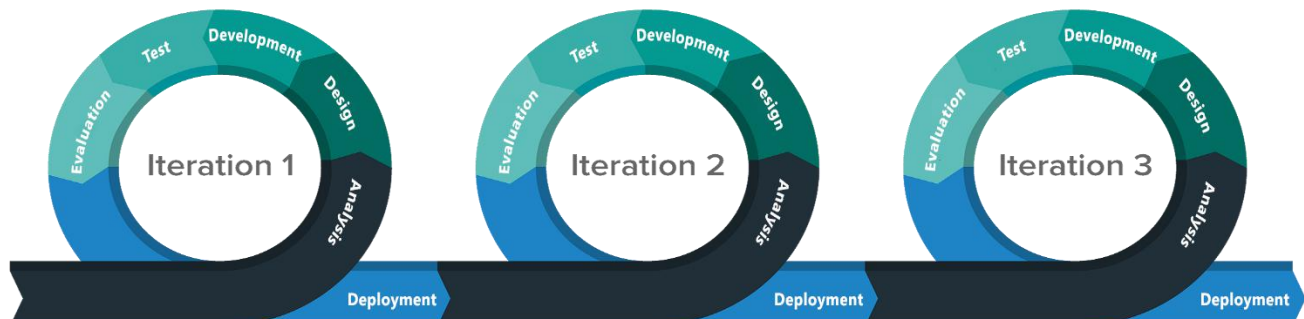 Iteration 1
Analysis
Design
Development
Test
Evaluation
Deployment
Iteration 2
Analysis
Design
Development
Test
Evaluation
Deployment
Iteration 3
Analysis
Design
Development
Test
Evaluation
Deployment